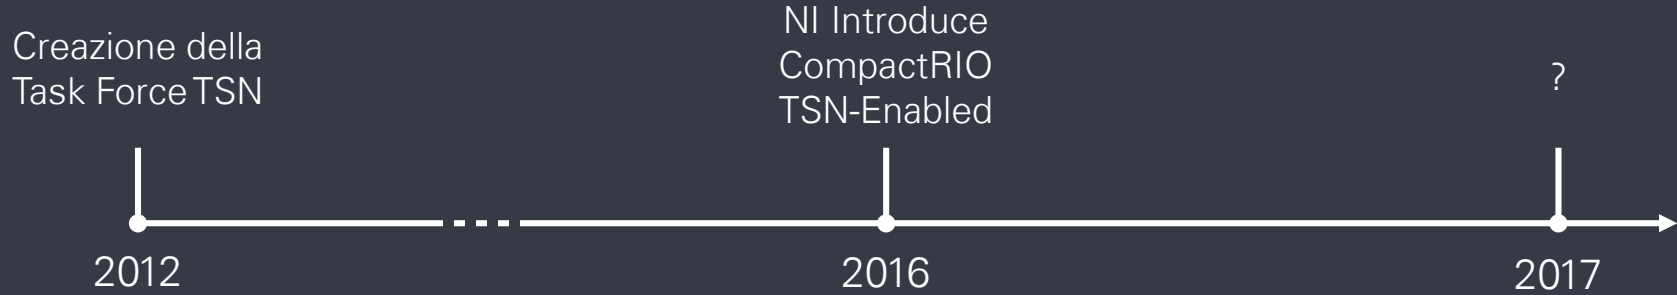 Creazione della
Task Force TSN
NI Introduce
CompactRIO
TSN-Enabled
?
2012
2016
2017